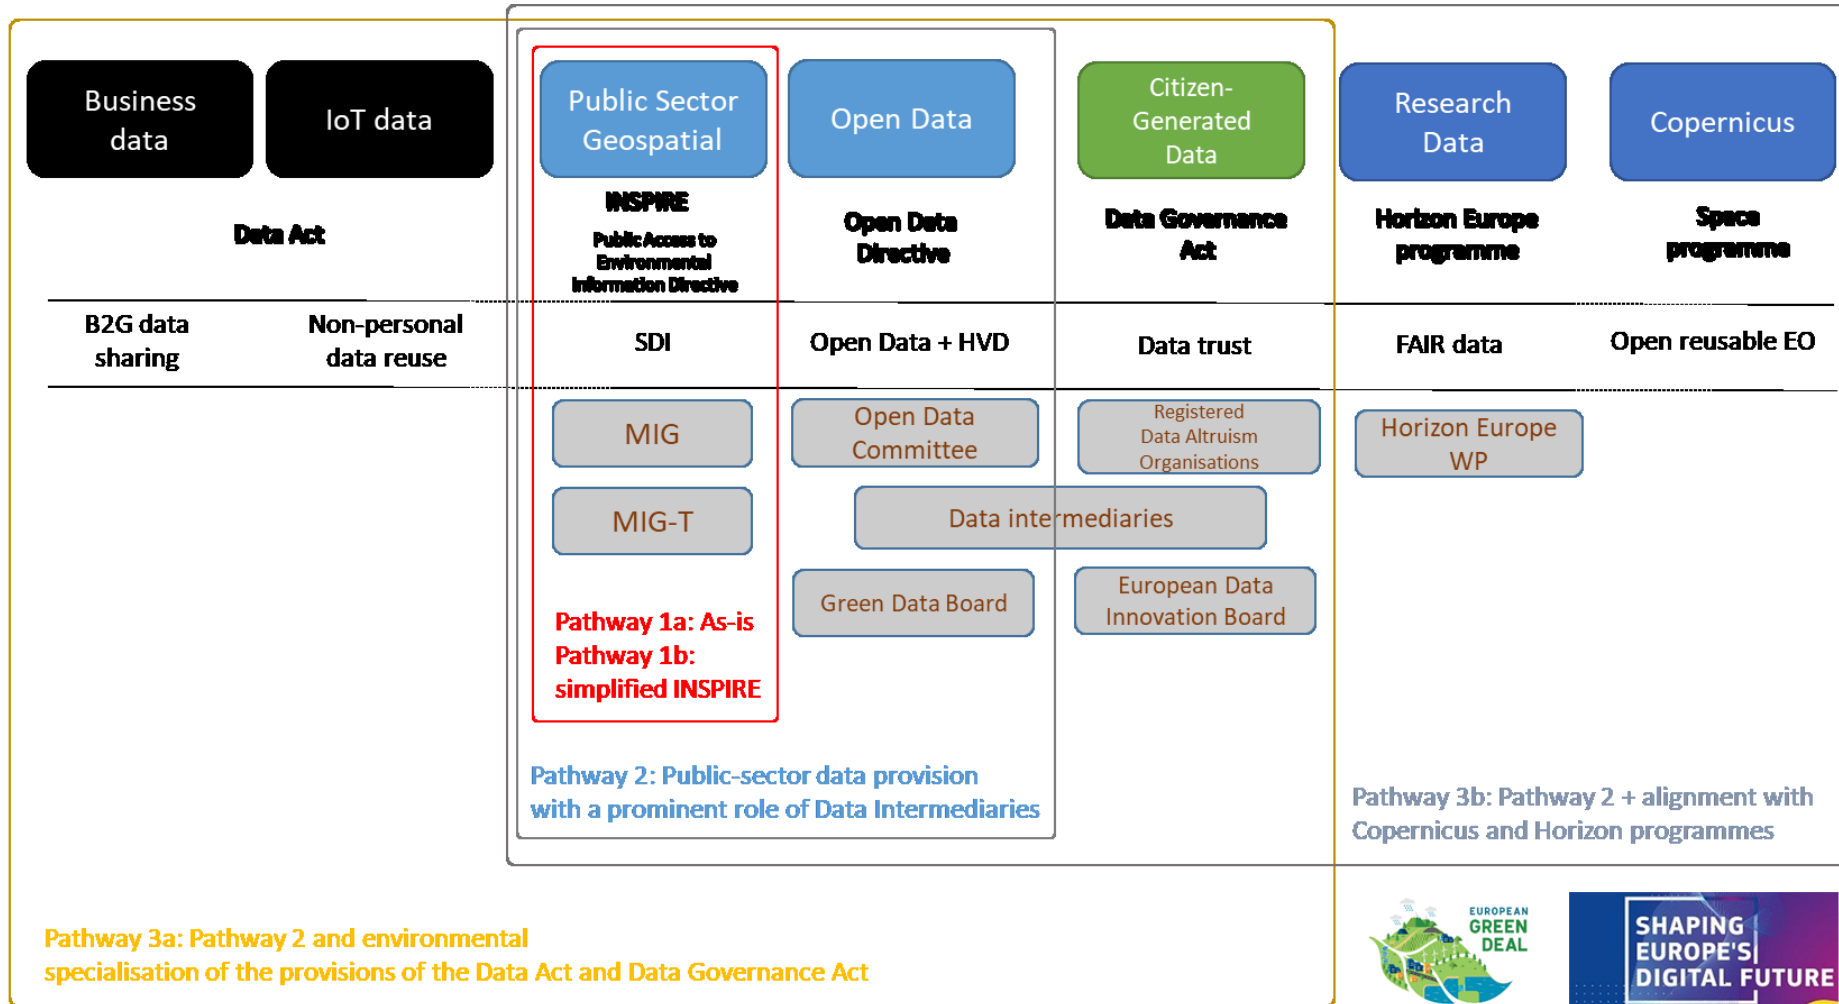 Business
data
IoT data
Public Sector
Geospatial
Open Data
Citizen-
Generated
Data
Research
Data
Copernicus
Data Act
INSPIRE
Public Access to
Environmental
Information Directive
Open Data
Directive
Data Governance
Act
Horizon Europe
programme
Space
programme
B2G data
sharing
Non-personal
data reuse
SDI
Open Data + HVD
Data trust
FAIR data
Open reusable EO
MIG
Open Data
Committee
Registered
Data Altruism
Organisations
Horizon Europe
WP
MIG-T
Data intermediaries
Green Data Board
European Data
Innovation Board
Pathway 1a: As-is
Pathway 1b:
simplified INSPIRE
Pathway 2: Public-sector data provision
with a prominent role of Data Intermediaries
Pathway 3b: Pathway 2 + alignment with
Copernicus and Horizon programmes
Pathway 3a: Pathway 2 and environmental
specialisation of the provisions of the Data Act and Data Governance Act
EUROPEAN
GREEN
DEAL
SHAPING
EUROPE'S
DIGITAL FUTURE